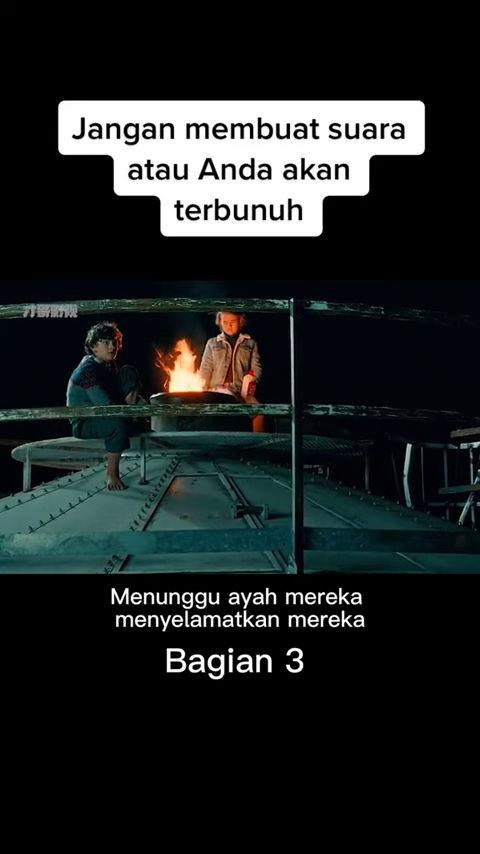 Jangan membuat suara
atau Anda akan
terbunuh
Menunggu ayah mereka
menyelamatkan mereka
Bagian 3